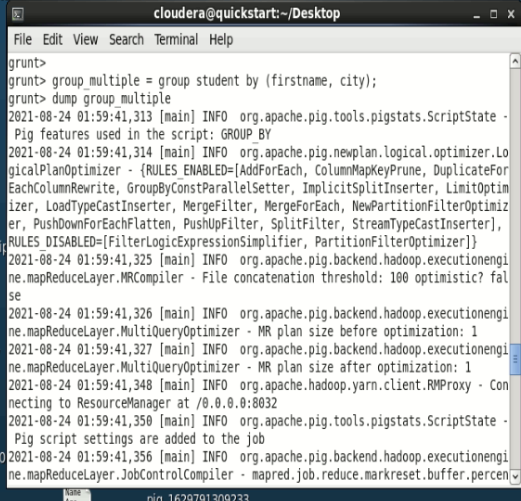 cloudera@quickstart:~/Desktop
File Edit View Search Terminal Help
grunt>
grunt> group_multiple = group student by (firstname, city);
grunt> dump group_multiple
2021-08-24 01:59:41,313 [main] INFO  org.apache.pig.tools.pigstats.ScriptState -
 Pig features used in the script: GROUP_BY
2021-08-24 01:59:41,314 [main] INFO  org.apache.pig.newplan.logical.optimizer.Lo
gicalPlanOptimizer - {RULES_ENABLED=[AddForEach, ColumnMapKeyPrune, DuplicateFor
EachColumnRewrite, GroupByConstParallelSetter, ImplicitSplitInserter, LimitOptim
izer, LoadTypeCastInserter, MergeFilter, MergeForEach, NewPartitionFilterOptimiz
er, PushDownForEachFlatten, PushUpFilter, SplitFilter, StreamTypeCastInserter],
RULES_DISABLED=[FilterLogicExpressionSimplifier, PartitionFilterOptimizer]}
2021-08-24 01:59:41,325 [main] INFO  org.apache.pig.backend.hadoop.executionengi
ne.mapReduceLayer.MRCompiler - File concatenation threshold: 100 optimistic? fal
se
2021-08-24 01:59:41,326 [main] INFO  org.apache.pig.backend.hadoop.executionengi
ne.mapReduceLayer.MultiQueryOptimizer - MR plan size before optimization: 1
2021-08-24 01:59:41,327 [main] INFO  org.apache.pig.backend.hadoop.executionengi
ne.mapReduceLayer.MultiQueryOptimizer - MR plan size after optimization: 1
2021-08-24 01:59:41,348 [main] INFO  org.apache.hadoop.yarn.client.RMProxy - Con
necting to ResourceManager at /0.0.0.0:8032
2021-08-24 01:59:41,350 [main] INFO  org.apache.pig.tools.pigstats.ScriptState -
 Pig script settings are added to the job
2021-08-24 01:59:41,356 [main] INFO  org.apache.pig.backend.hadoop.executionengi
ne.mapReduceLayer.JobControlCompiler - mapred.job.reduce.markreset.buffer.percen
Name
pig_1629791309233